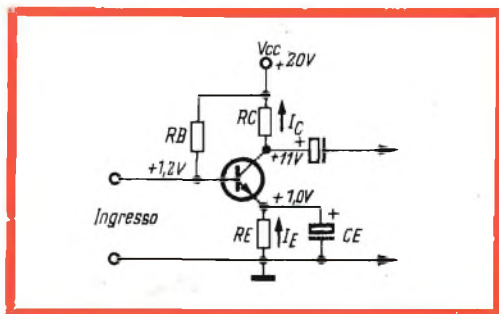 Vcc
+20V
RB
RC
IC
+
+1,2V
+11V
+1,0V
Ingresso
+
RE
IE
CE